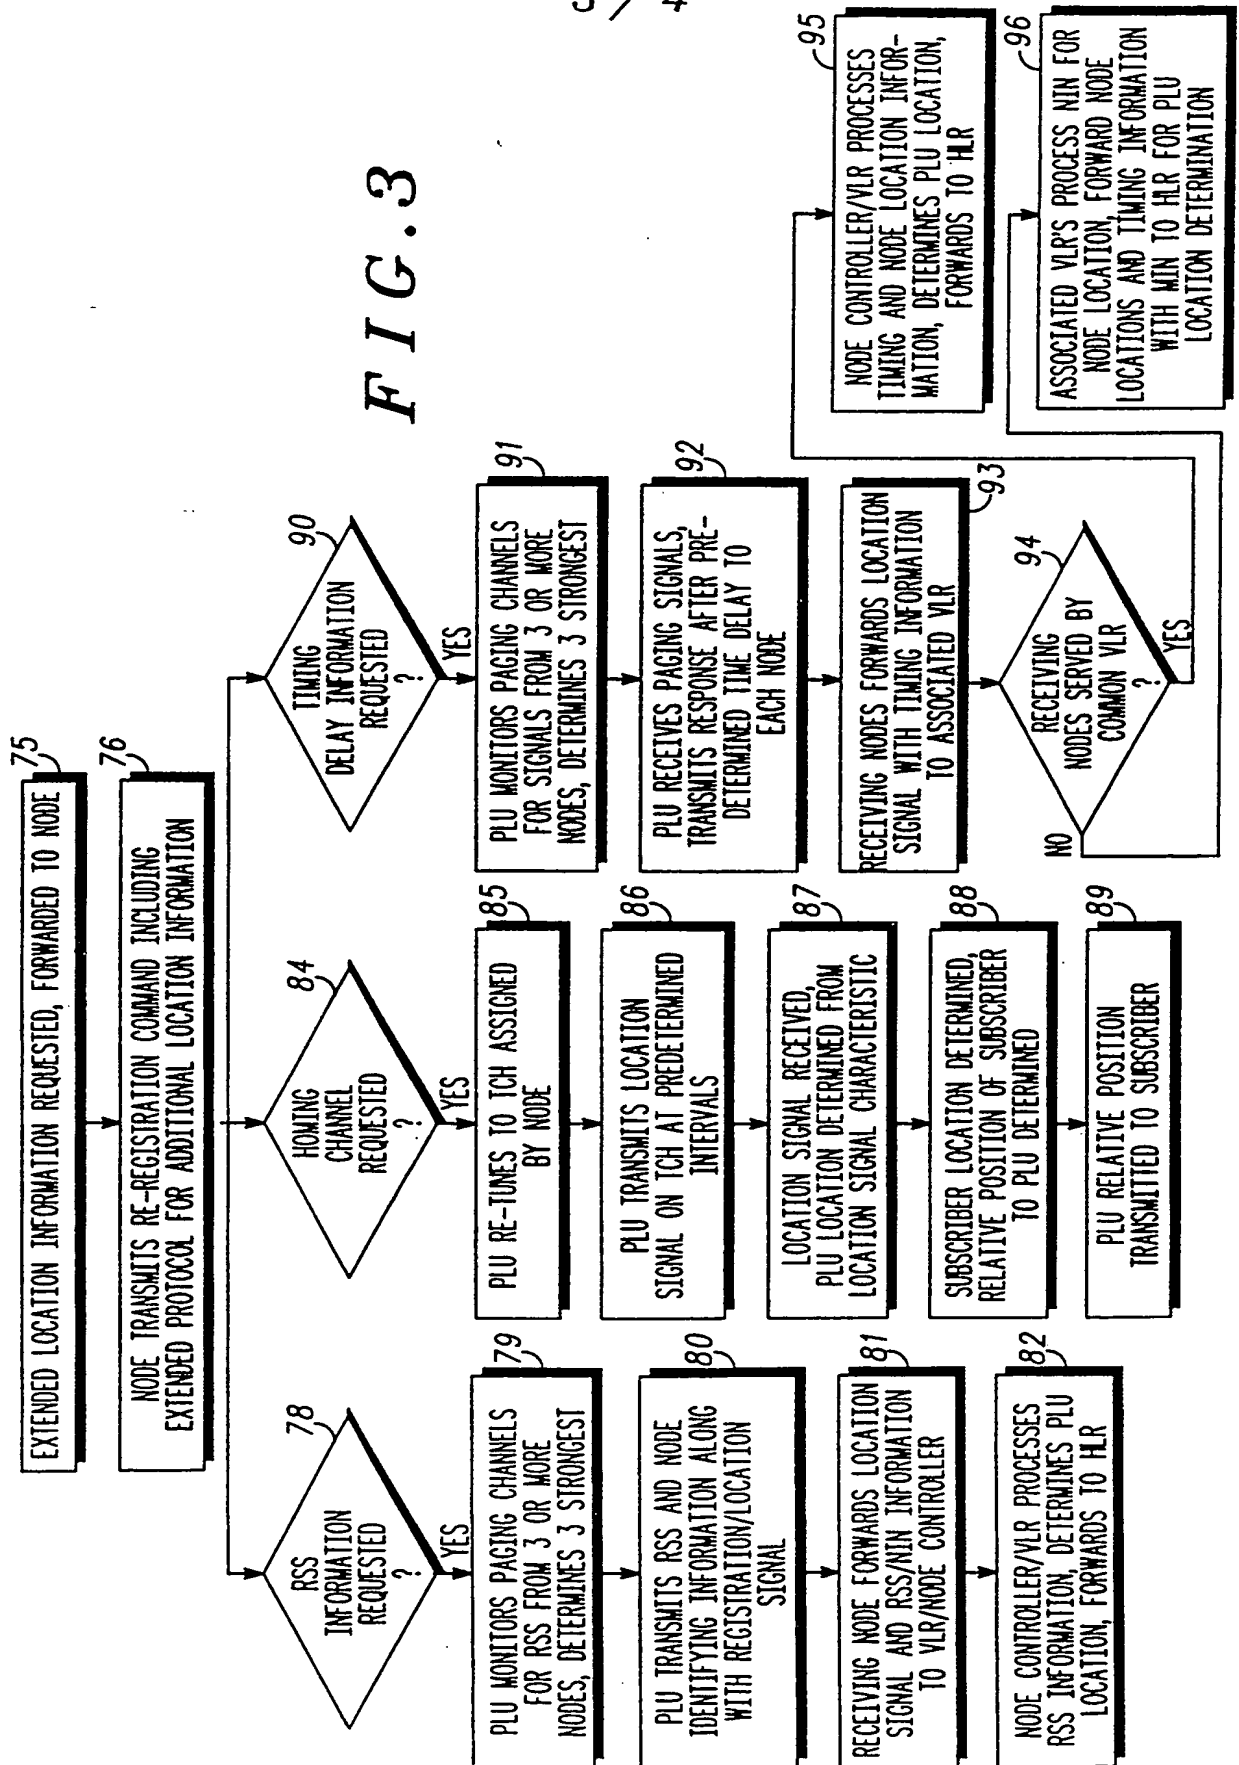 3/4
FIG.3
EXTENDED LOCATION INFORMATION REQUESTED, FORWARDED TO NODE
75
NODE TRANSMITS RE-REGISTRATION COMMAND INCLUDING
EXTENDED PROTOCOL FOR ADDITIONAL LOCATION INFORMATION
76
RSS
INFORMATION
REQUESTED
?
78
YES
PLU MONITORS PAGING CHANNELS
FOR RSS FROM 3 OR MORE
NODES, DETERMINES 3 STRONGEST
79
PLU TRANSMITS RSS AND NODE
IDENTIFYING INFORMATION ALONG
WITH REGISTRATION/LOCATION
SIGNAL
80
RECEIVING NODE FORWARDS LOCATION
SIGNAL AND RSS/NIN INFORMATION
TO VLR/NODE CONTROLLER
81
NODE CONTROLLER/VLR PROCESSES
RSS INFORMATION, DETERMINES PLU
LOCATION, FORWARDS TO HLR
82
HOMING
CHANNEL
REQUESTED
?
84
YES
PLU RE-TUNES TO TCH ASSIGNED
BY NODE
85
PLU TRANSMITS LOCATION
SIGNAL ON TCH AT PREDETERMINED
INTERVALS
86
LOCATION SIGNAL RECEIVED,
PLU LOCATION DETERMINED FROM
LOCATION SIGNAL CHARACTERISTIC
87
SUBSCRIBER LOCATION DETERMINED,
RELATIVE POSITION OF SUBSCRIBER
TO PLU DETERMINED
88
PLU RELATIVE POSITION
TRANSMITTED TO SUBSCRIBER
89
TIMING
DELAY INFORMATION
REQUESTED
?
90
YES
PLU MONITORS PAGING CHANNELS
FOR SIGNALS FROM 3 OR MORE
NODES, DETERMINES 3 STRONGEST
91
PLU RECEIVES PAGING SIGNALS,
TRANSMITS RESPONSE AFTER PRE-
DETERMINED TIME DELAY TO
EACH NODE
92
RECEIVING NODES FORWARDS LOCATION
SIGNAL WITH TIMING INFORMATION
TO ASSOCIATED VLR
93
RECEIVING
NODES SERVED BY
COMMON VLR
?
94
NO
YES
NODE CONTROLLER/VLR PROCESSES
TIMING AND NODE LOCATION INFOR-
MATION, DETERMINES PLU LOCATION,
FORWARDS TO HLR
95
ASSOCIATED VLR'S PROCESS NIN FOR
NODE LOCATION, FORWARD NODE
LOCATIONS AND TIMING INFORMATION
WITH MIN TO HLR FOR PLU
LOCATION DETERMINATION
96